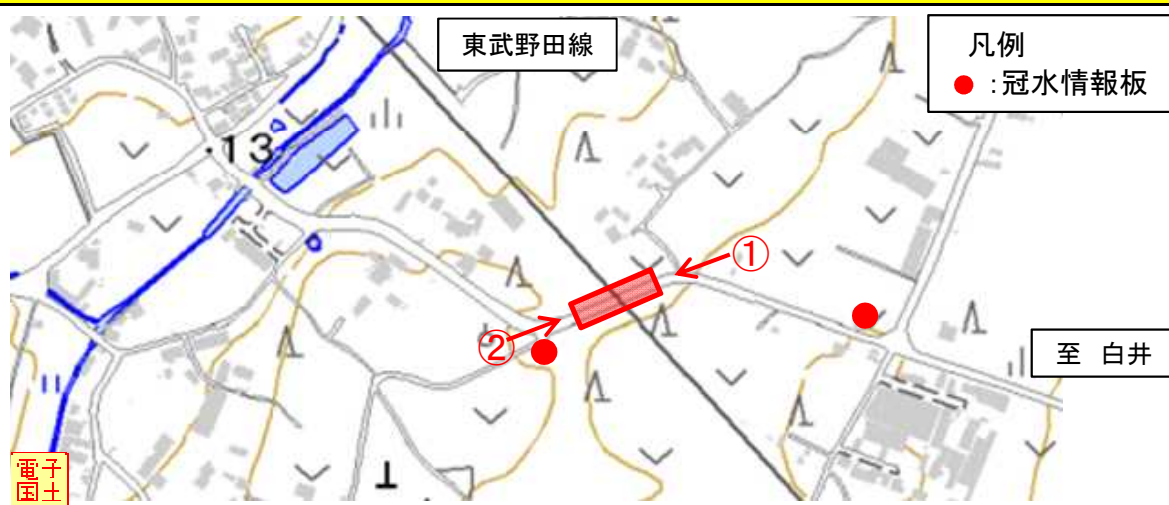 東武野田線
凡例
● :冠水情報板
・13
①
②
至 白井
電子
国土